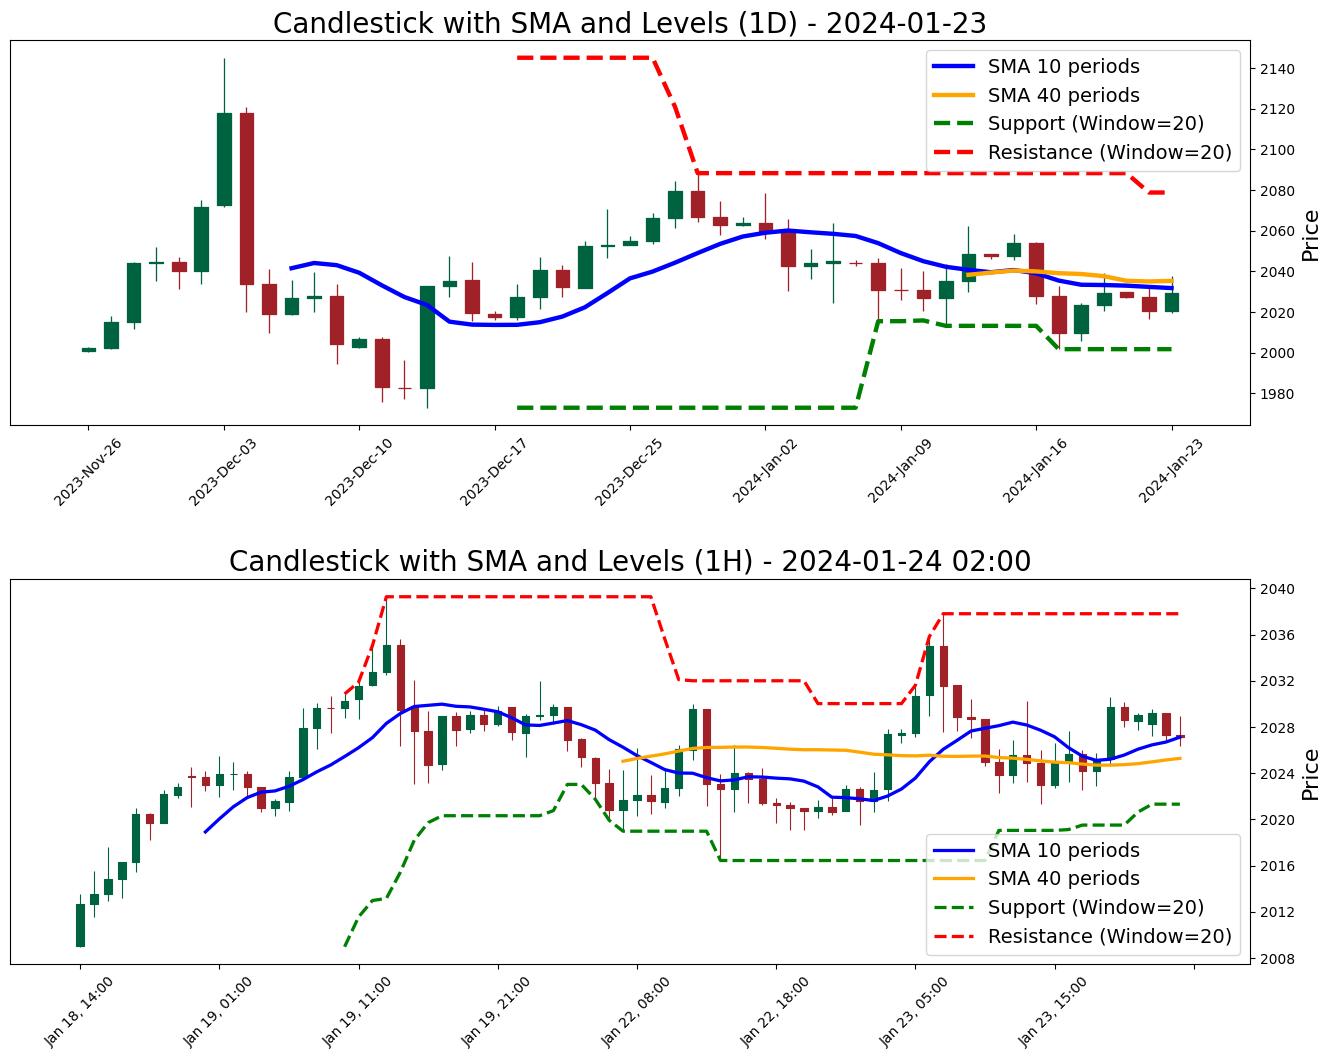 Candlestick with SMA and Levels (1D) - 2024-01-23
SMA 10 periods
SMA 40 periods
Support (Window=20)
Resistance (Window=20)
2140
2120
2100
2080
2060
2040
2020
2000
1980
Price
2023-Nov-26
2023-Dec-03
2023-Dec-10
2023-Dec-17
2023-Dec-25
2024-Jan-02
2024-Jan-09
2024-Jan-16
2024-Jan-23
Candlestick with SMA and Levels (1H) - 2024-01-24 02:00
2040
2036
2032
2028
2024
2020
2016
2012
2008
Price
SMA 10 periods
SMA 40 periods
Support (Window=20)
Resistance (Window=20)
Jan 18, 14:00
Jan 19, 01:00
Jan 19, 11:00
Jan 19, 21:00
Jan 22, 08:00
Jan 22, 18:00
Jan 23, 05:00
Jan 23, 15:00